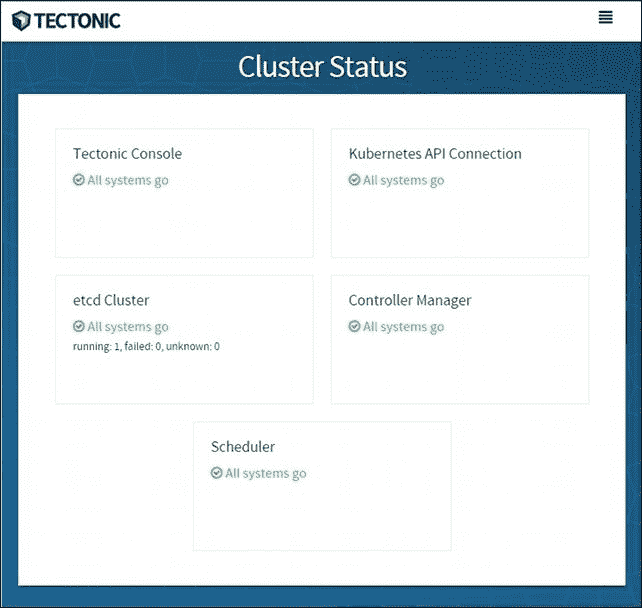 TECTONIC
Cluster Status
Tectonic Console
All systems go
Kubernetes API Connection
All systems go
etcd Cluster
All systems go
running: 1, failed: 0, unknown: 0
Controller Manager
All systems go
Scheduler
All systems go